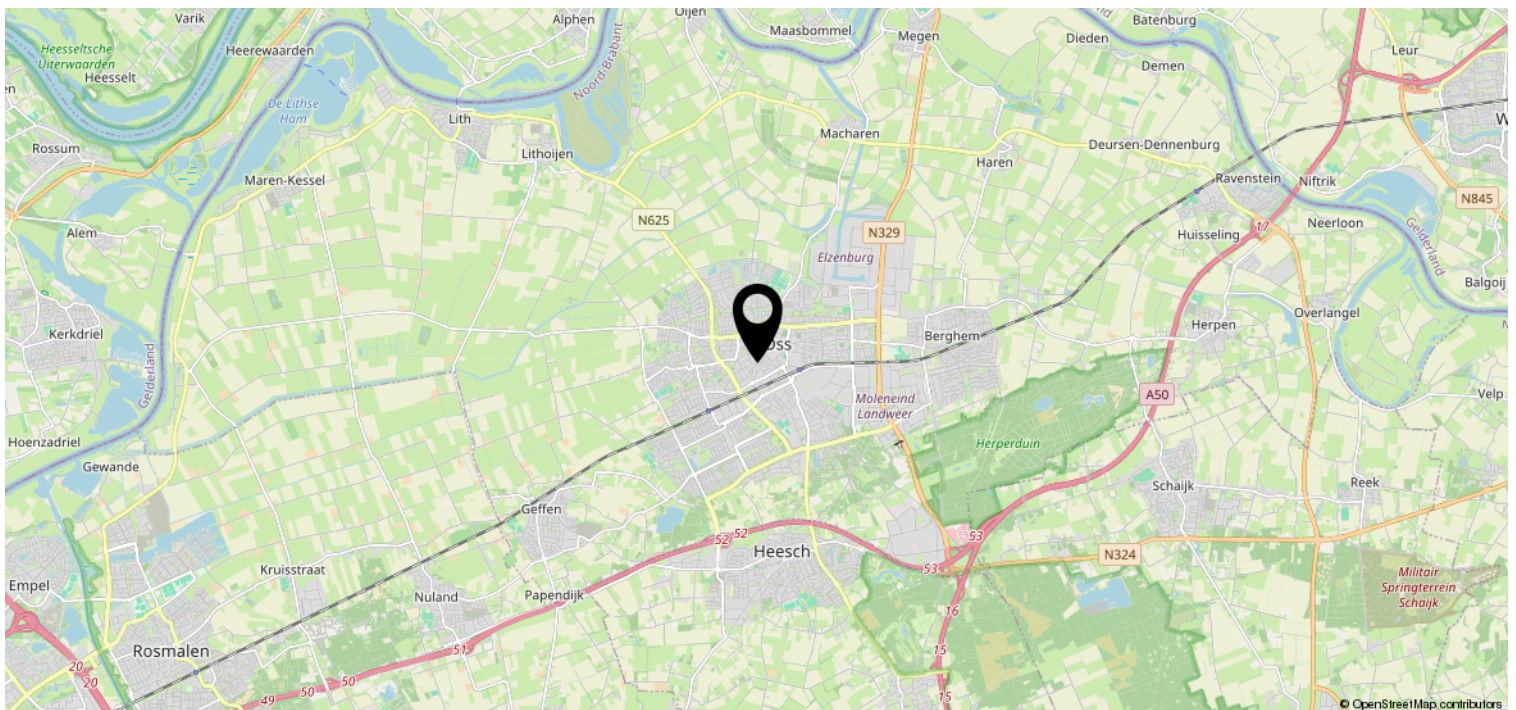 Varik
Alphen
Oijen
Maasbommel
Megen
Batenburg
Dieden
Leur
Heesseltsche
Uiterwaarden
Heerewaarden
Heesselt
Demen
Noord-Brabant
De Lithse
Ham
Lith
Macharen
Rossum
Lithoijen
Haren
Deursen-Dennenburg
Maren-Kessel
Ravenstein
Niftrik
N845
N625
N329
Alem
Huisseling
17
Neerloon
Gelderland
Elzenburg
Balgoij
Kerkdriel
Berghem
Herpen
Overlangel
Gelderland
A50
Velp
Moleneind
Landweer
Hoenzadriel
Herperduin
Gewande
Geffen
Schaijk
Reek
52
52
53
Heesch
N324
53
Empel
Kruisstraat
Nuland
Papendijk
Militair
Springterrein
Schaijk
16
Rosmalen
51
15
20
20
50
50
49
15
© OpenStreetMap contributors